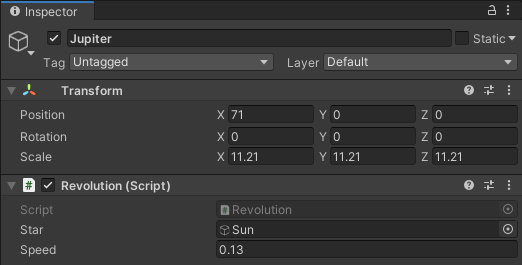 Inspector
Jupiter Static
Tag Untagged Layer Default
Transform
Position X 71 Y 0 Z 0
Rotation X 0 Y 0 Z 0
Scale X 11.21 Y 11.21 Z 11.21
# Revolution (Script)
Script # Revolution
Star Sun
Speed 0.13